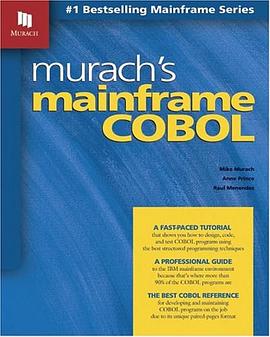 #1 Bestselling Mainframe Series
MURACH
murach's
mainframe
COBOL
Mike Murach
Anne Prince
Raul Menendez
A FAST-PACED TUTORIAL
that shows you how to design, code,
and test COBOL programs using
the best structured programming techniques
A PROFESSIONAL GUIDE
to the IBM mainframe environment
because that's where more than
90% of the COBOL programs are
THE BEST COBOL REFERENCE
for developing and maintaining
COBOL programs on the job
due to its unique paired-pages format